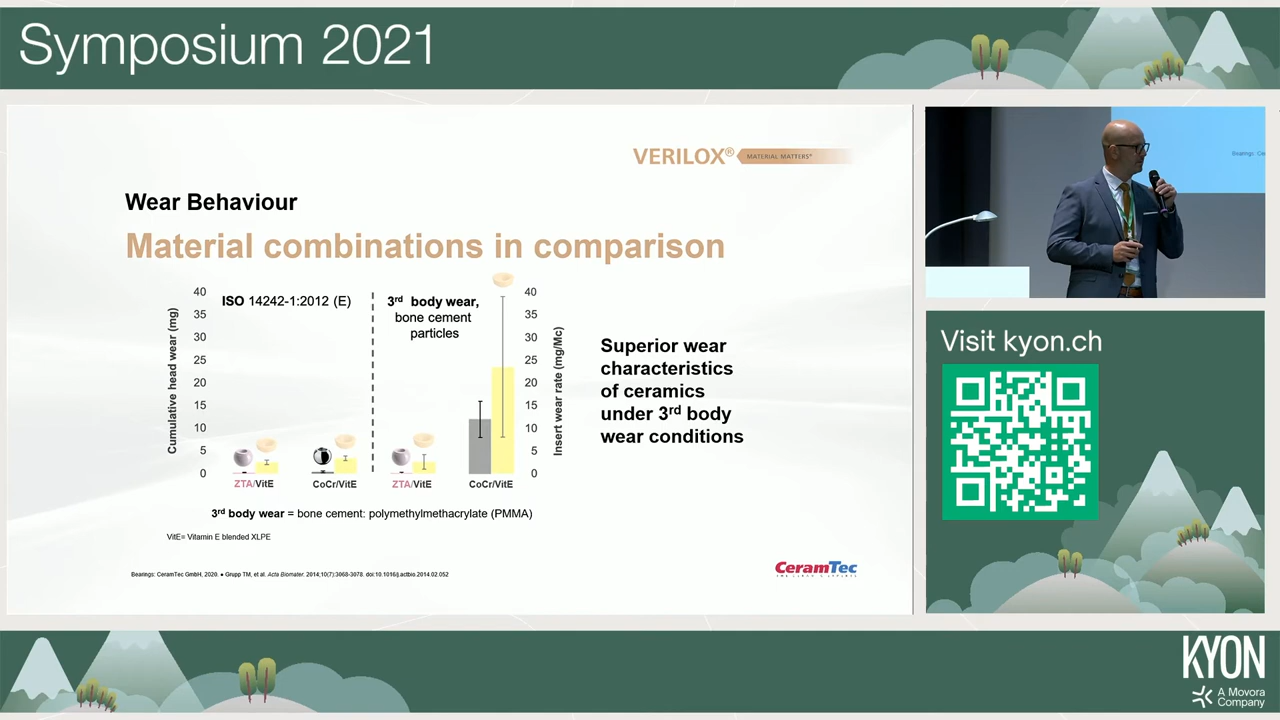 Symposium 2021
VERILOX® MATERIAL MATTERS®
Wear Behaviour
Material combinations in comparison
Cumulative head wear (mg)
40
35
30
25
20
15
10
5
0
ISO 14242-1:2012 (E)
3rd body wear,
bone cement
particles
40
35
30
25
20
15
10
5
0
Insert wear rate (mg/Mc)
ZTA/VitE
CoCr/VitE
ZTA/VitE
CoCr/VitE
3rd body wear = bone cement: polymethylmethacrylate (PMMA)
VitE= Vitamin E blended XLPE
Superior wear
characteristics
of ceramics
under 3rd body
wear conditions
Bearings: CeramTec GmbH, 2020. ● Grupp TM, et al. Acta Biomater. 2014;10(7):3068-3078. doi:10.1016/j.actbio.2014.02.052
CeramTec
Visit kyon.ch
KYON
A Movora
Company